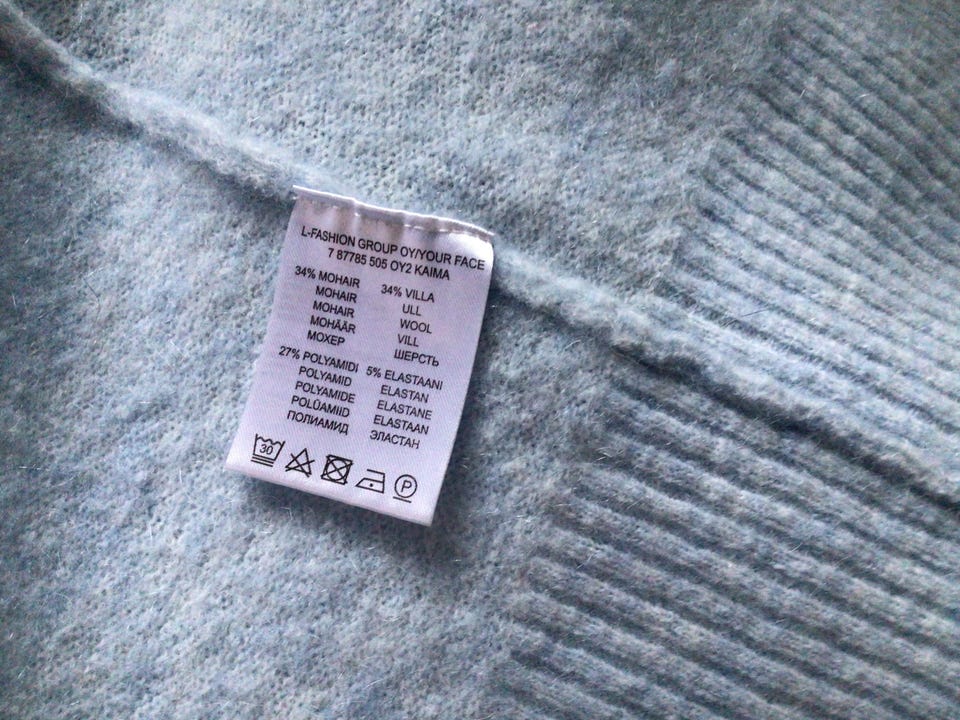 L-FASHION GROUP OY/YOUR FACE
7 87785 505 OY2 KAIMA
34% MOHAIR
MOHAIR
MOHAIR
MOHÄÄR
МОХЕР
34% VILLA
ULL
WOOL
VILL
ШЕРСТЬ
27% POLYAMIDI
POLYAMID
POLYAMIDE
POLÜAMIID
ПОЛИАМИД
5% ELASTAANI
ELASTAN
ELASTANE
ELASTAAN
ЭЛАСТАН
30
P